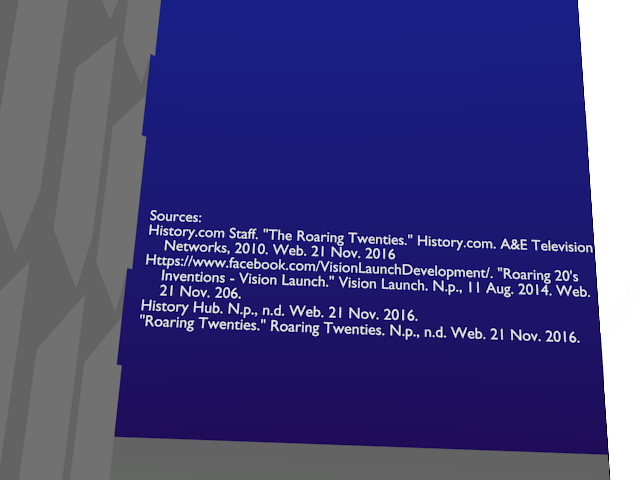 Sources:
History.com Staff. "The Roaring Twenties." History.com. A&E Television
Networks, 2010. Web. 21 Nov. 2016
Https://www.facebook.com/VisionLaunchDevelopment/. "Roaring 20's
Inventions - Vision Launch." Vision Launch. N.p., 11 Aug. 2014. Web.
21 Nov. 206.
History Hub. N.p., n.d. Web. 21 Nov. 2016.
"Roaring Twenties." Roaring Twenties. N.p., n.d. Web. 21 Nov. 2016.